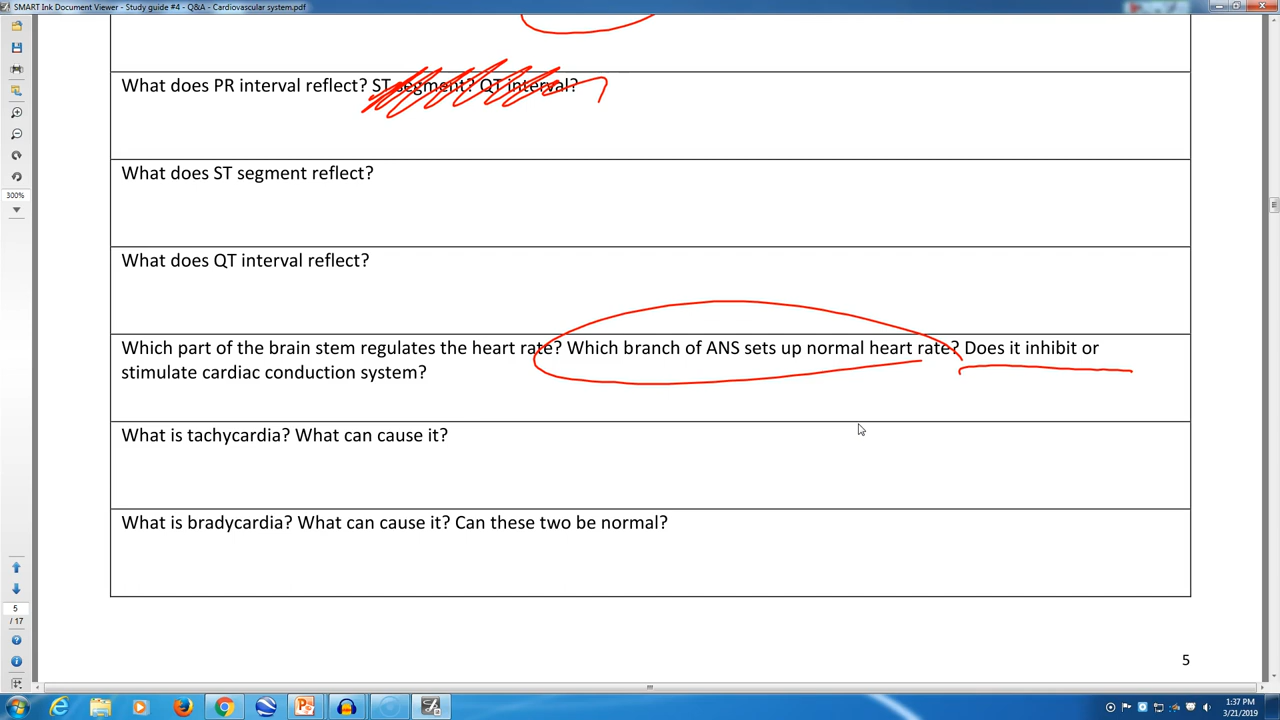 SMART Ink Document Viewer - Study guide #4 - Q&A - Cardiovascular system.pdf
What does PR interval reflect? ST segment? QT interval?
What does ST segment reflect?
300%
What does QT interval reflect?
Which part of the brain stem regulates the heart rate? Which branch of ANS sets up normal heart rate? Does it inhibit or
stimulate cardiac conduction system?
What is tachycardia? What can cause it?
What is bradycardia? What can cause it? Can these two be normal?
5
/ 17
5
1:37 PM
3/21/2019